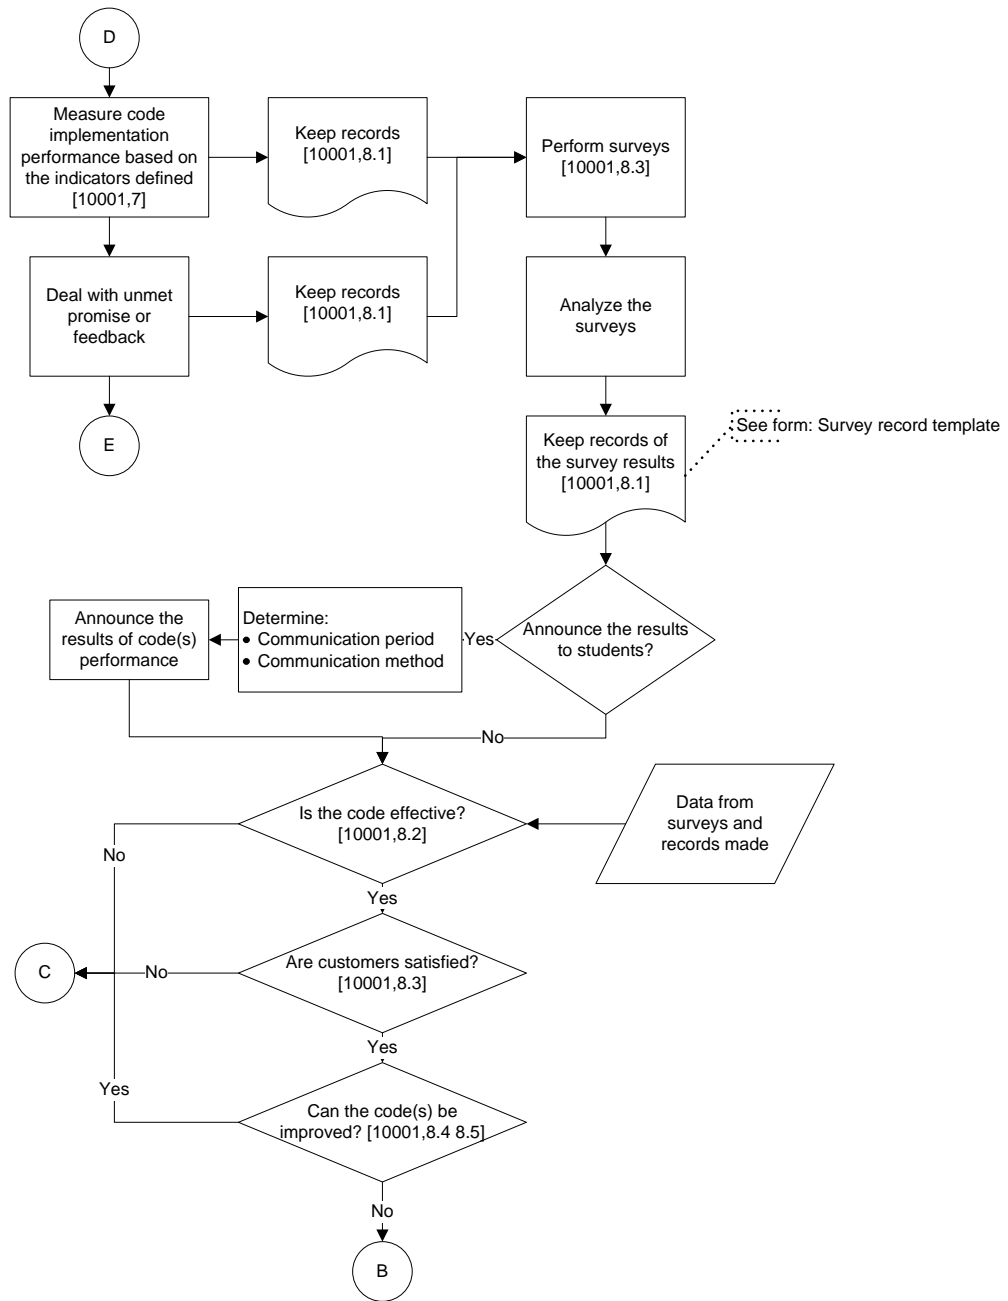 D
Measure code
implementation
performance based on
the indicators defined
[10001,7]
Keep records
[10001,8.1]
Perform surveys
[10001,8.3]
Deal with unmet
promise or
feedback
Keep records
[10001,8.1]
Analyze the
surveys
E
Keep records of
the survey results
[10001,8.1]
See form: Survey record template
Announce the
results of code(s)
performance
Determine:
• Communication period
• Communication method
Yes
Announce the results
to students?
No
Is the code effective?
[10001,8.2]
Data from
surveys and
records made
No
Yes
C
No
Are customers satisfied?
[10001,8.3]
Yes
Yes
Can the code(s) be
improved? [10001,8.4 8.5]
No
B